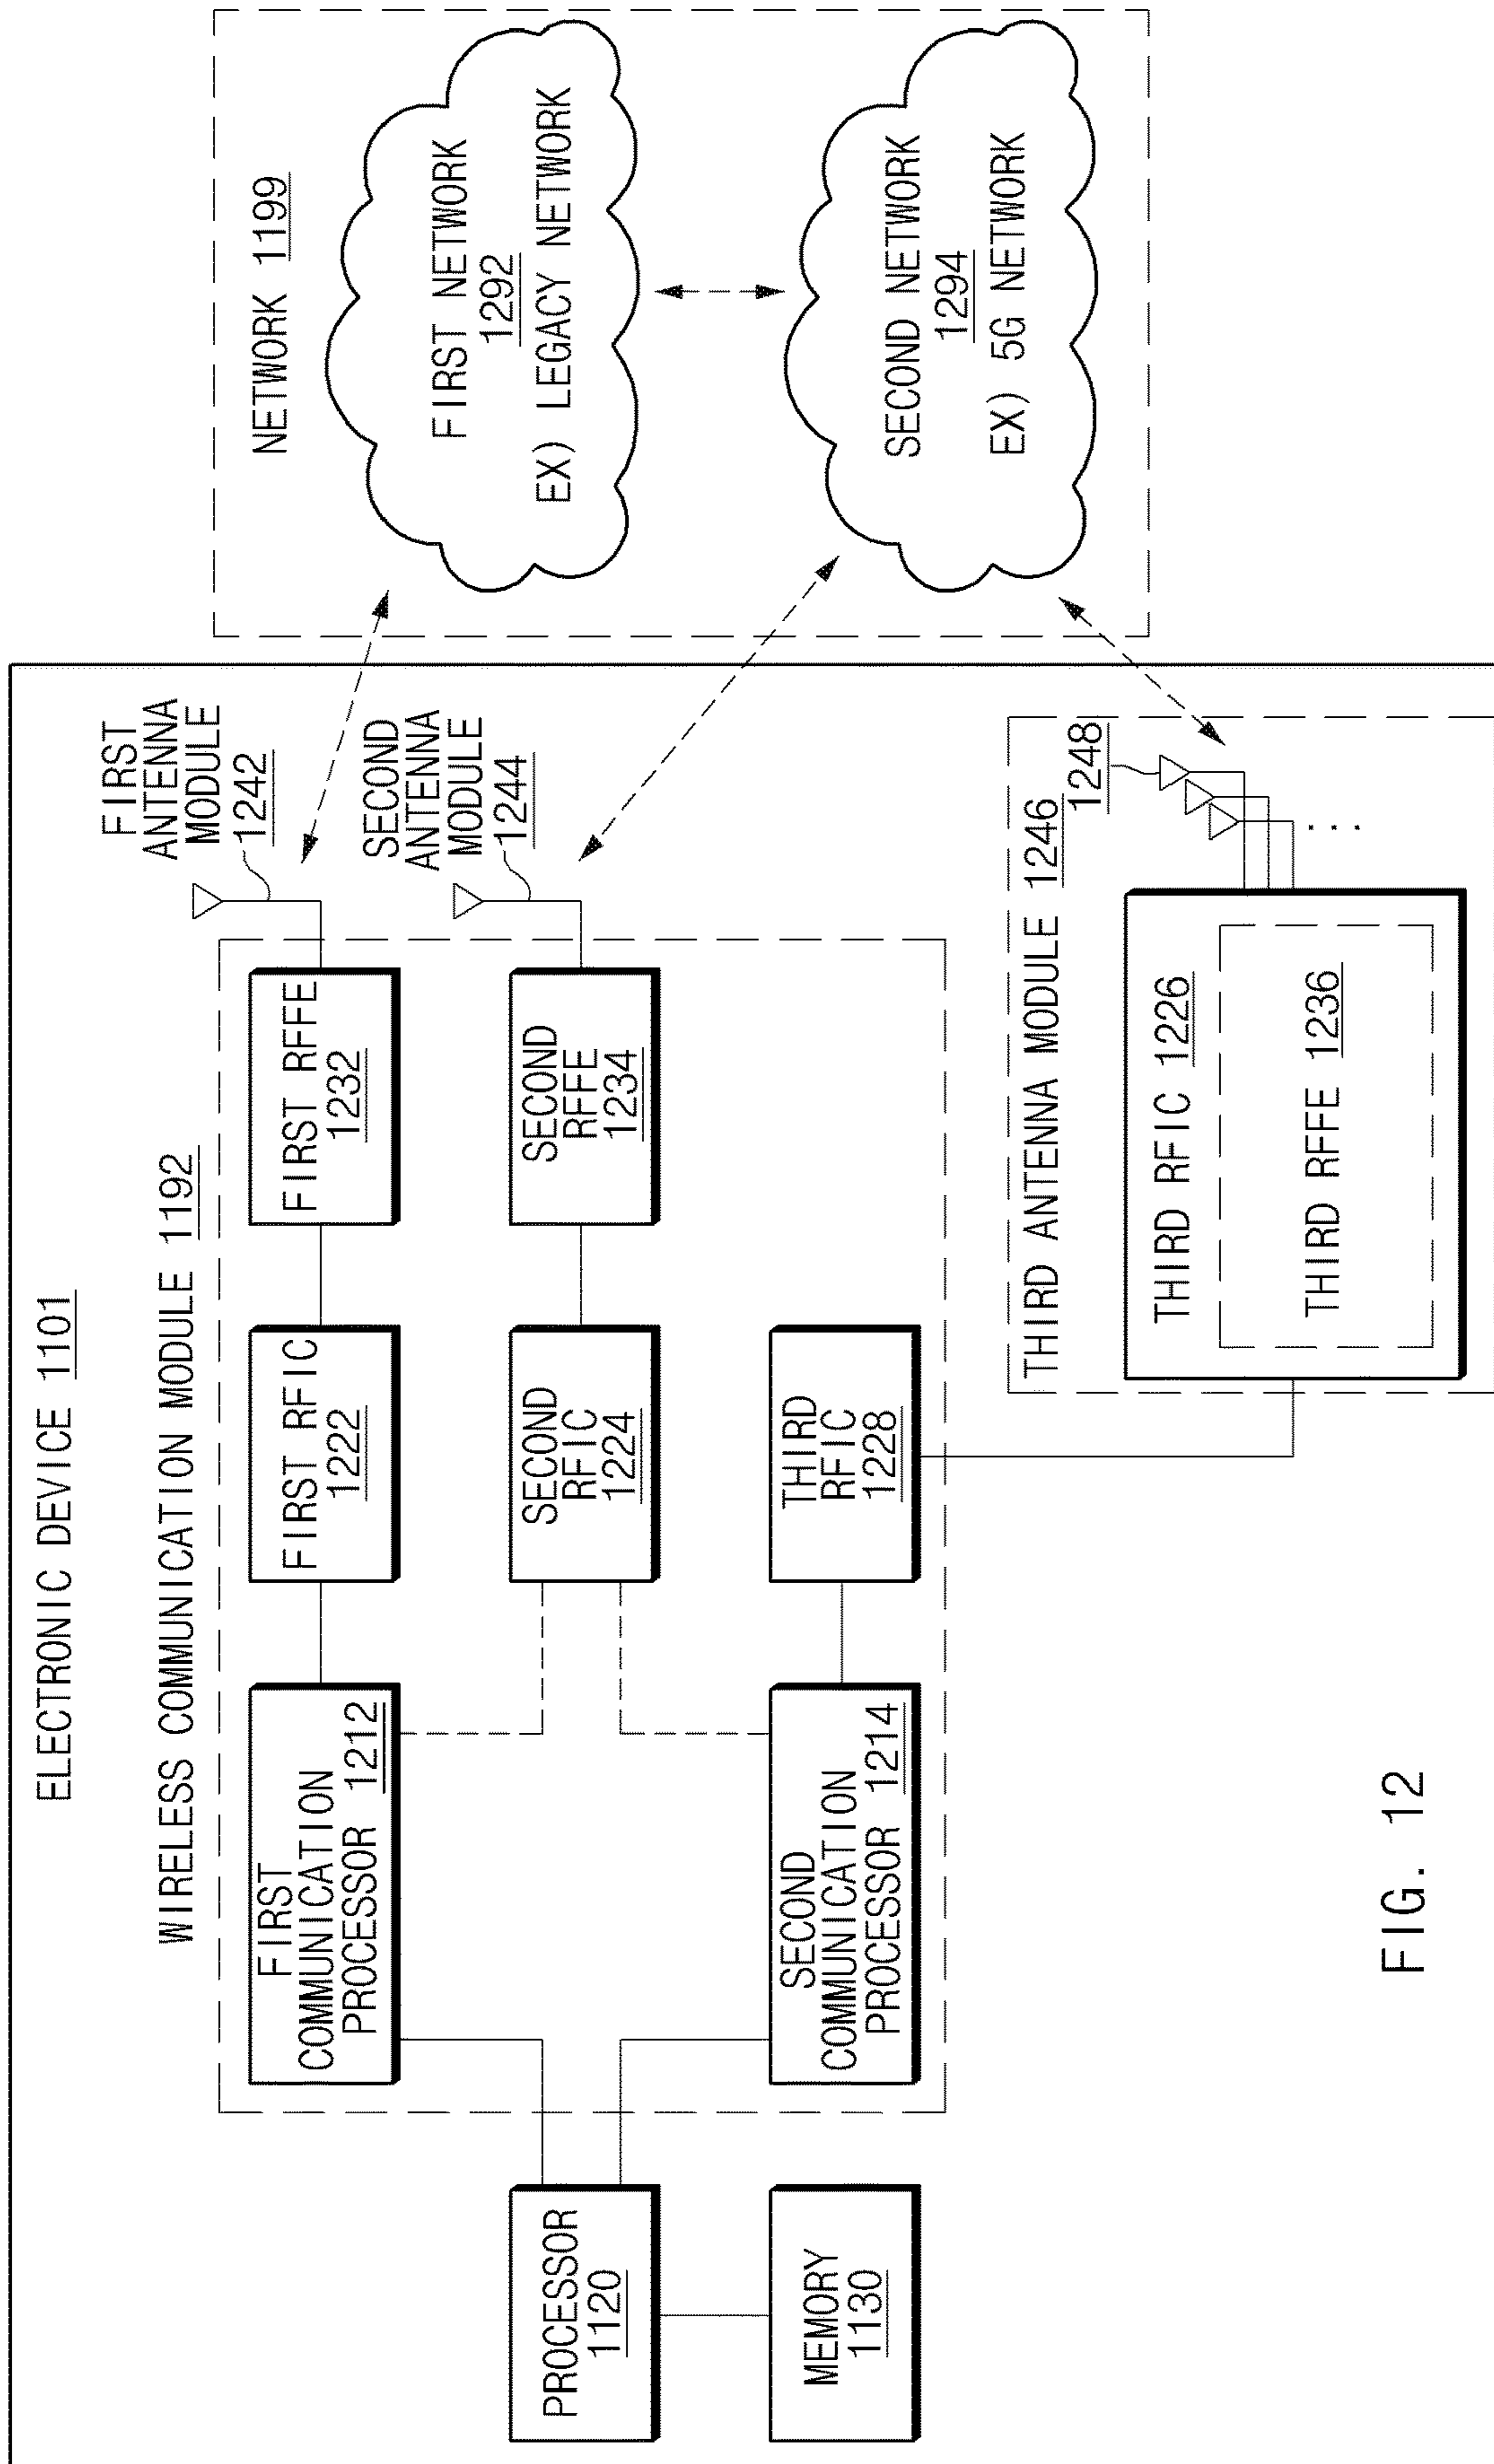 ELECTRONIC DEVICE 1101
WIRELESS COMMUNICATION MODULE 1192
FIRST
COMMUNICATION
PROCESSOR 1212
FIRST RFIC
1222
FIRST RFFE
1232
FIRST
ANTENNA
MODULE
1242
PROCESSOR
1120
SECOND
RFIC
1224
SECOND
RFFE
1234
SECOND
ANTENNA
MODULE
1244
MEMORY
1130
SECOND
COMMUNICATION
PROCESSOR 1214
THIRD
RFIC
1228
THIRD ANTENNA MODULE 1246
1248
THIRD RFIC 1226
THIRD RFFE 1236
...
NETWORK 1199
FIRST NETWORK
1292
EX) LEGACY NETWORK
SECOND NETWORK
1294
EX) 5G NETWORK
FIG. 12